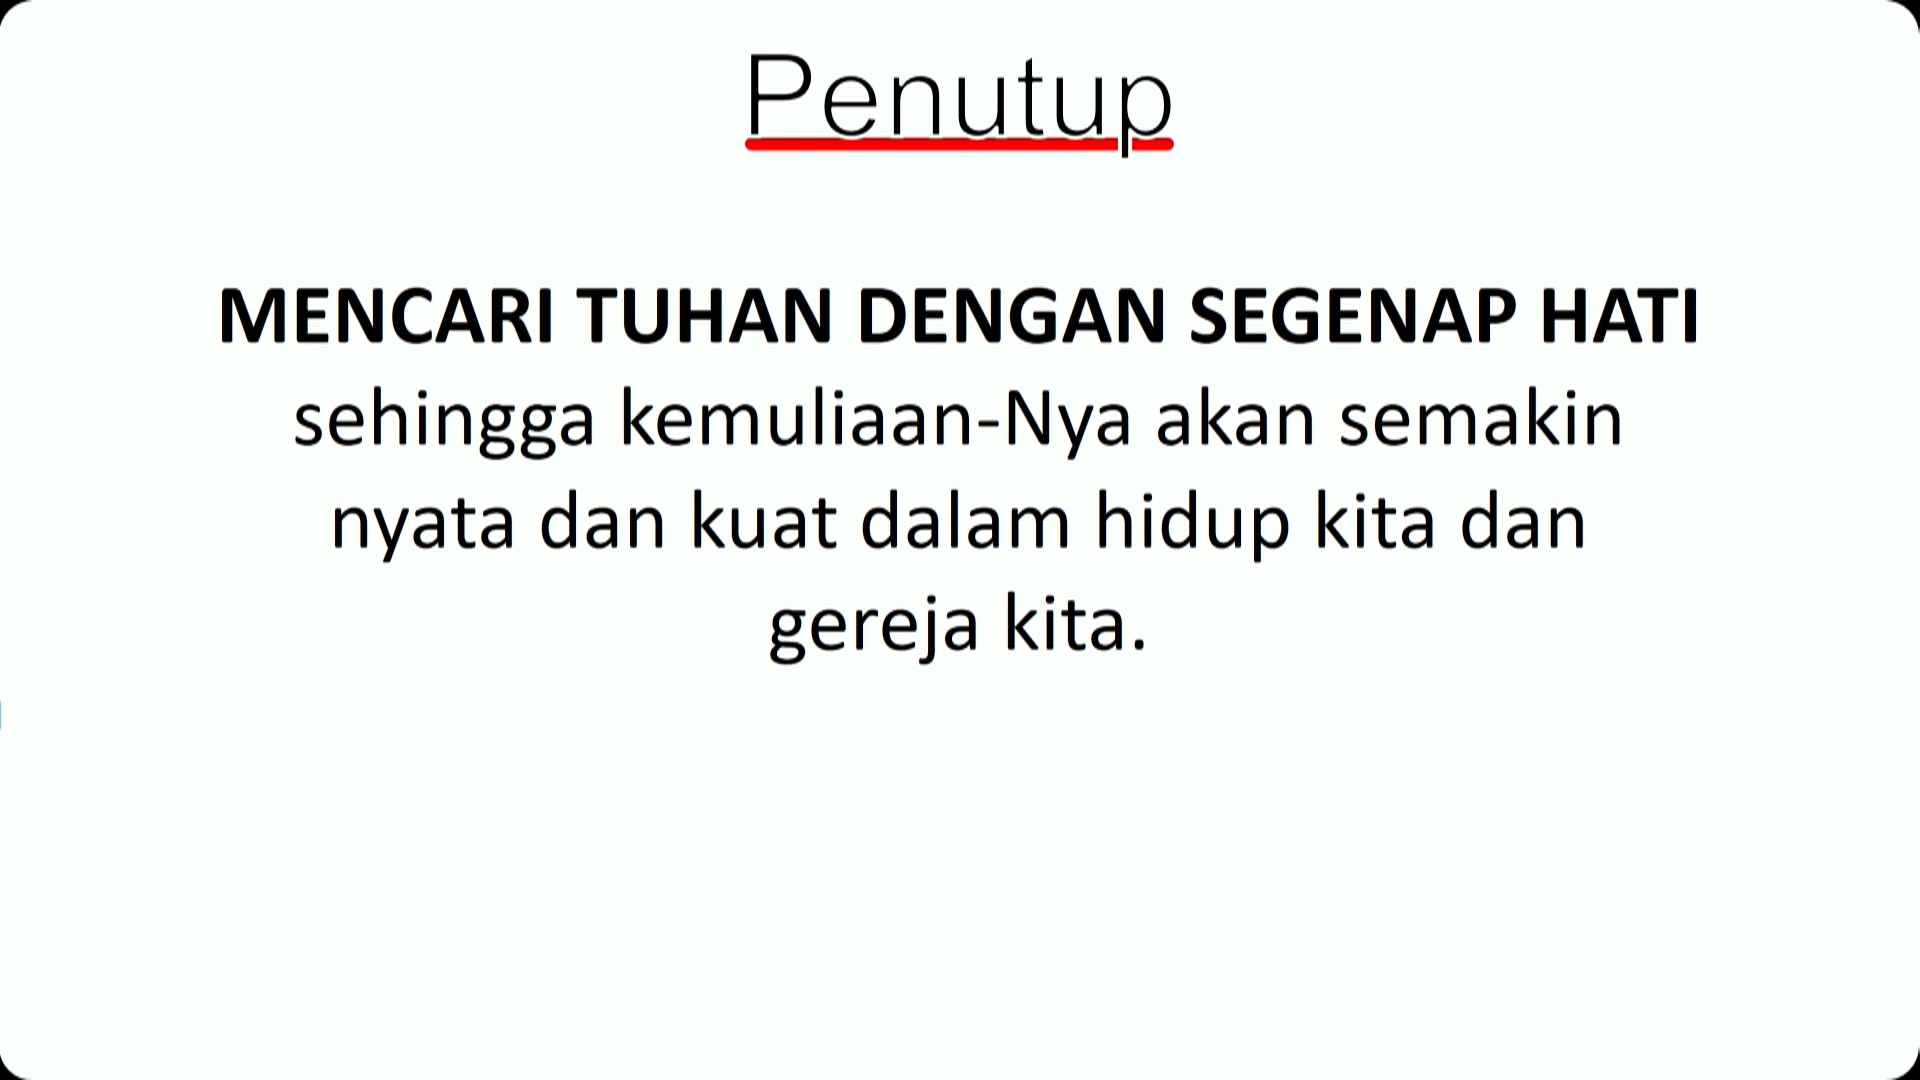 Penutup
MENCARI TUHAN DENGAN SEGENAP HATI
sehingga kemuliaan-Nya akan semakin
nyata dan kuat dalam hidup kita dan
gereja kita.